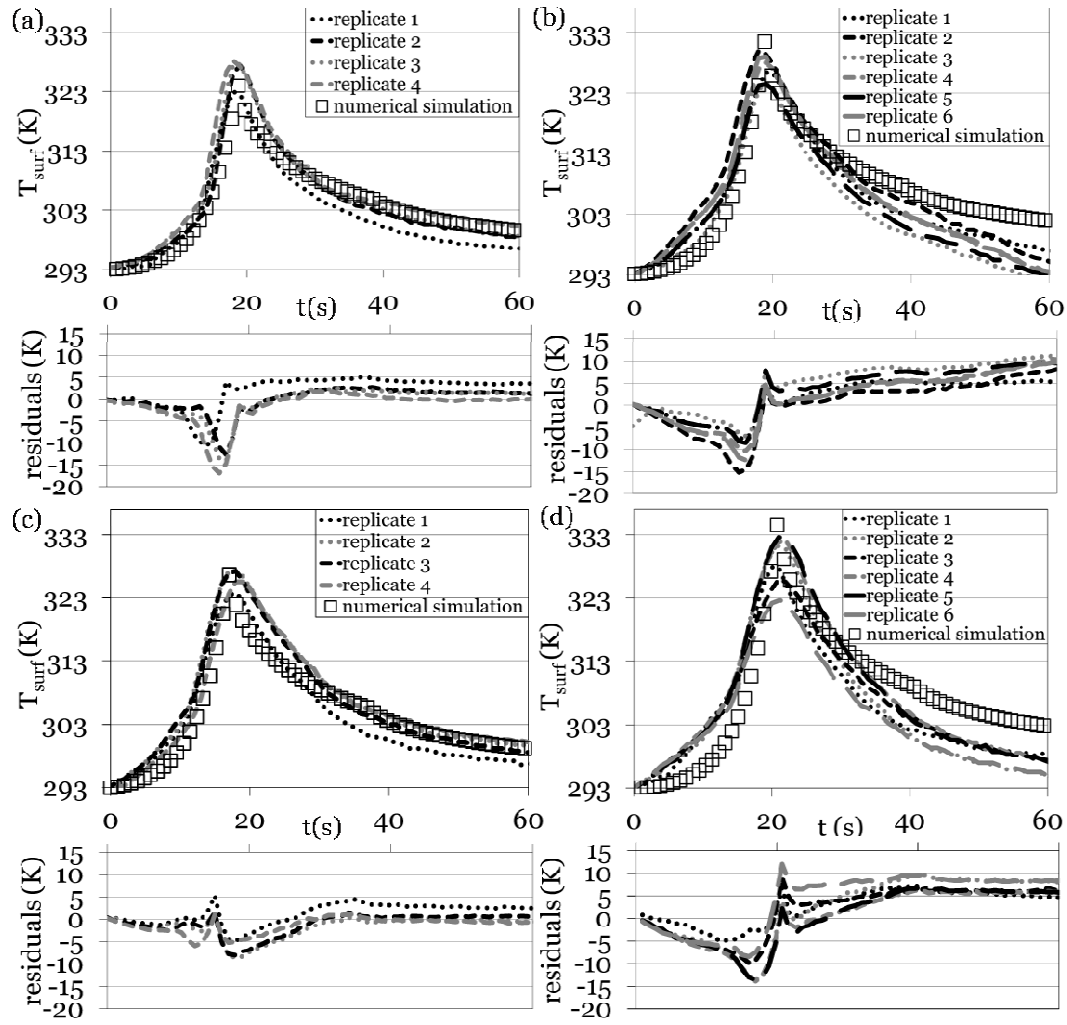 (a)
T_surf (K)
333
323
313
303
293
replicate 1
replicate 2
replicate 3
replicate 4
numerical simulation
0
20
40
60
t(s)
residuals (K)
15
10
5
0
-5
-10
-15
-20
(b)
T_surf (K)
333
323
313
303
293
replicate 1
replicate 2
replicate 3
replicate 4
replicate 5
replicate 6
numerical simulation
0
20
40
60
t(s)
residuals (K)
15
10
5
0
-5
-10
-15
-20
(c)
T_surf (K)
333
323
313
303
293
replicate 1
replicate 2
replicate 3
replicate 4
numerical simulation
0
20
40
60
t(s)
residuals (K)
15
10
5
0
-5
-10
-15
-20
(d)
T_surf (K)
333
323
313
303
293
replicate 1
replicate 2
replicate 3
replicate 4
replicate 5
replicate 6
numerical simulation
0
20
40
60
t (s)
residuals (K)
15
10
5
0
-5
-10
-15
-20